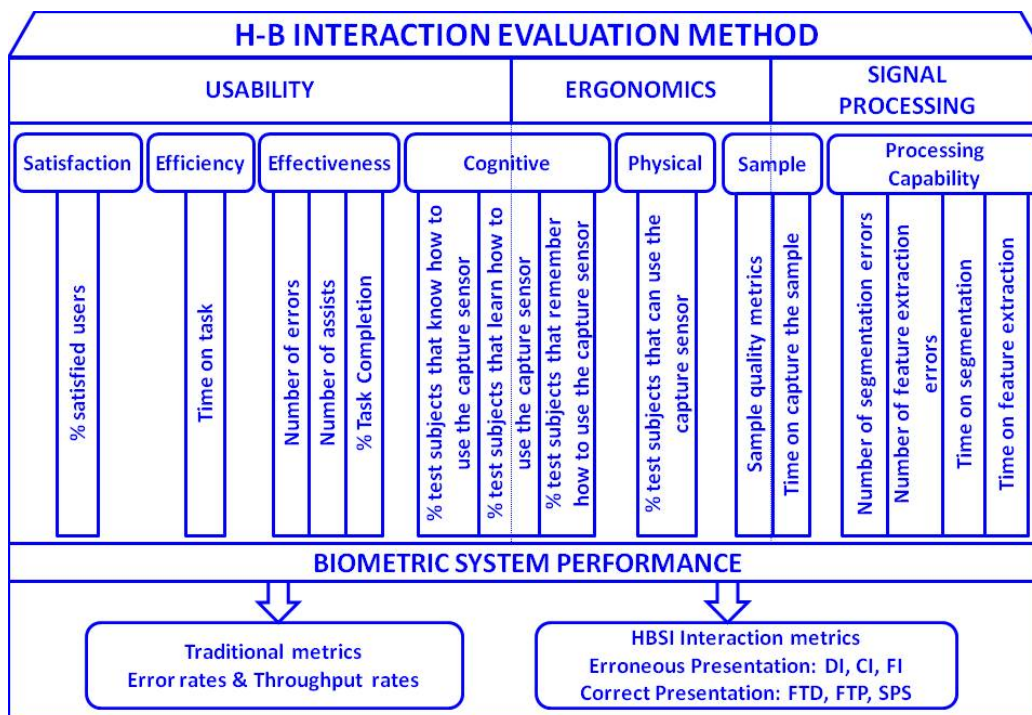 H-B INTERACTION EVALUATION METHOD
USABILITY
ERGONOMICS
SIGNAL
PROCESSING
Satisfaction
Efficiency
Effectiveness
Cognitive
Physical
Sample
Processing
Capability
% satisfied users
Time on task
Number of errors
Number of assists
% Task Completion
% test subjects that know how to
use the capture sensor
% test subjects that learn how to
use the capture sensor
% test subjects that remember
how to use the capture sensor
% test subjects that can use the
capture sensor
Sample quality metrics
Time on capture the sample
Number of segmentation errors
Number of feature extraction
errors
Time on segmentation
Time on feature extraction
BIOMETRIC SYSTEM PERFORMANCE
Traditional metrics
Error rates & Throughput rates
HBSI Interaction metrics
Erroneous Presentation: DI, CI, FI
Correct Presentation: FTD, FTP, SPS